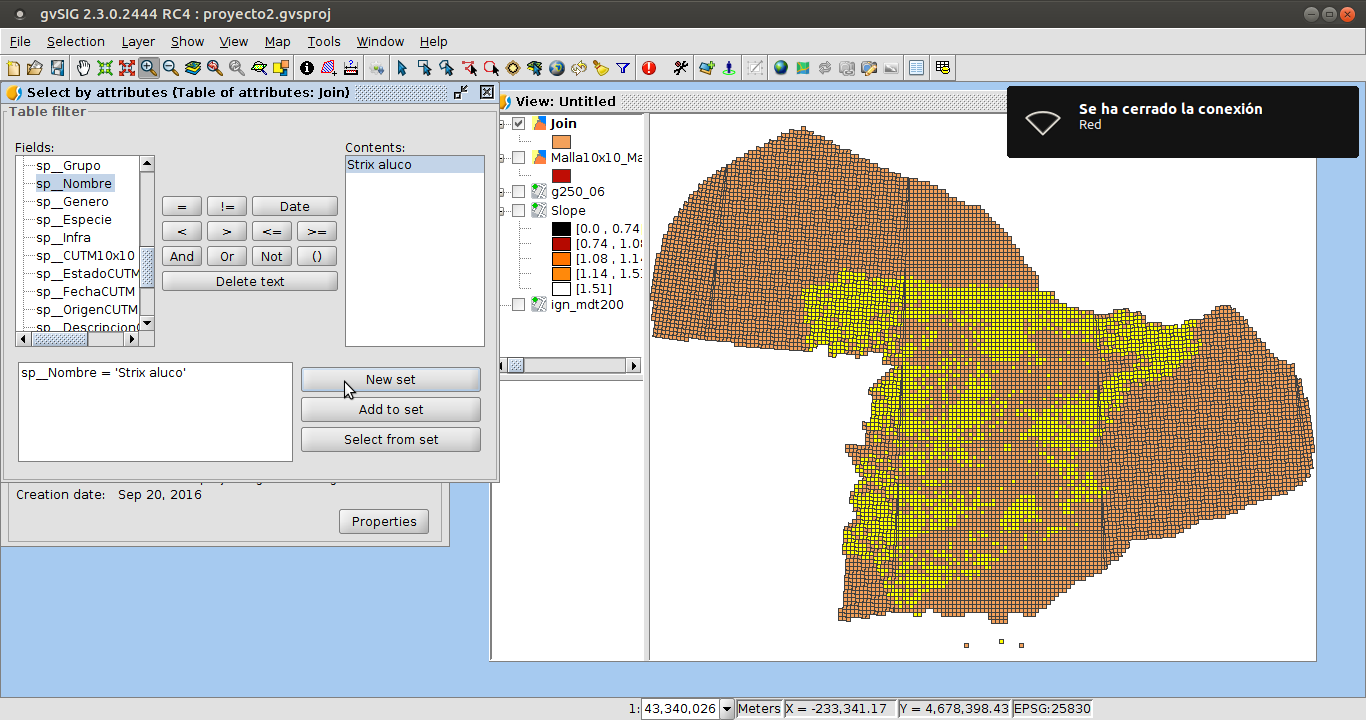 gvSIG 2.3.0.2444 RC4 : proyecto2.gvsproj
File Selection Layer Show View Map Tools Window Help
Select by attributes (Table of attributes: Join)
Table filter
Fields:
sp__Grupo
sp__Nombre
sp__Genero
sp__Especie
sp__Infra
sp__CUTM10x10
sp__EstadoCUTM
sp__FechaCUTM
sp__OrigenCUTM
sp__Descripcion
= != Date
< > <= >=
And Or Not ()
Delete text
Contents:
Strix aluco
sp__Nombre = 'Strix aluco'
New set
Add to set
Select from set
Creation date: Sep 20, 2016
Properties
View: Untitled
Join
Malla10x10_Ma
g250_06
Slope
[0.0 , 0.74
[0.74 , 1.08
[1.08 , 1.14
[1.14 , 1.5
[1.51]
ign_mdt200
Se ha cerrado la conexión
Red
1: 43,340,026 Meters X = -233,341.17 Y = 4,678,398.43 EPSG:25830